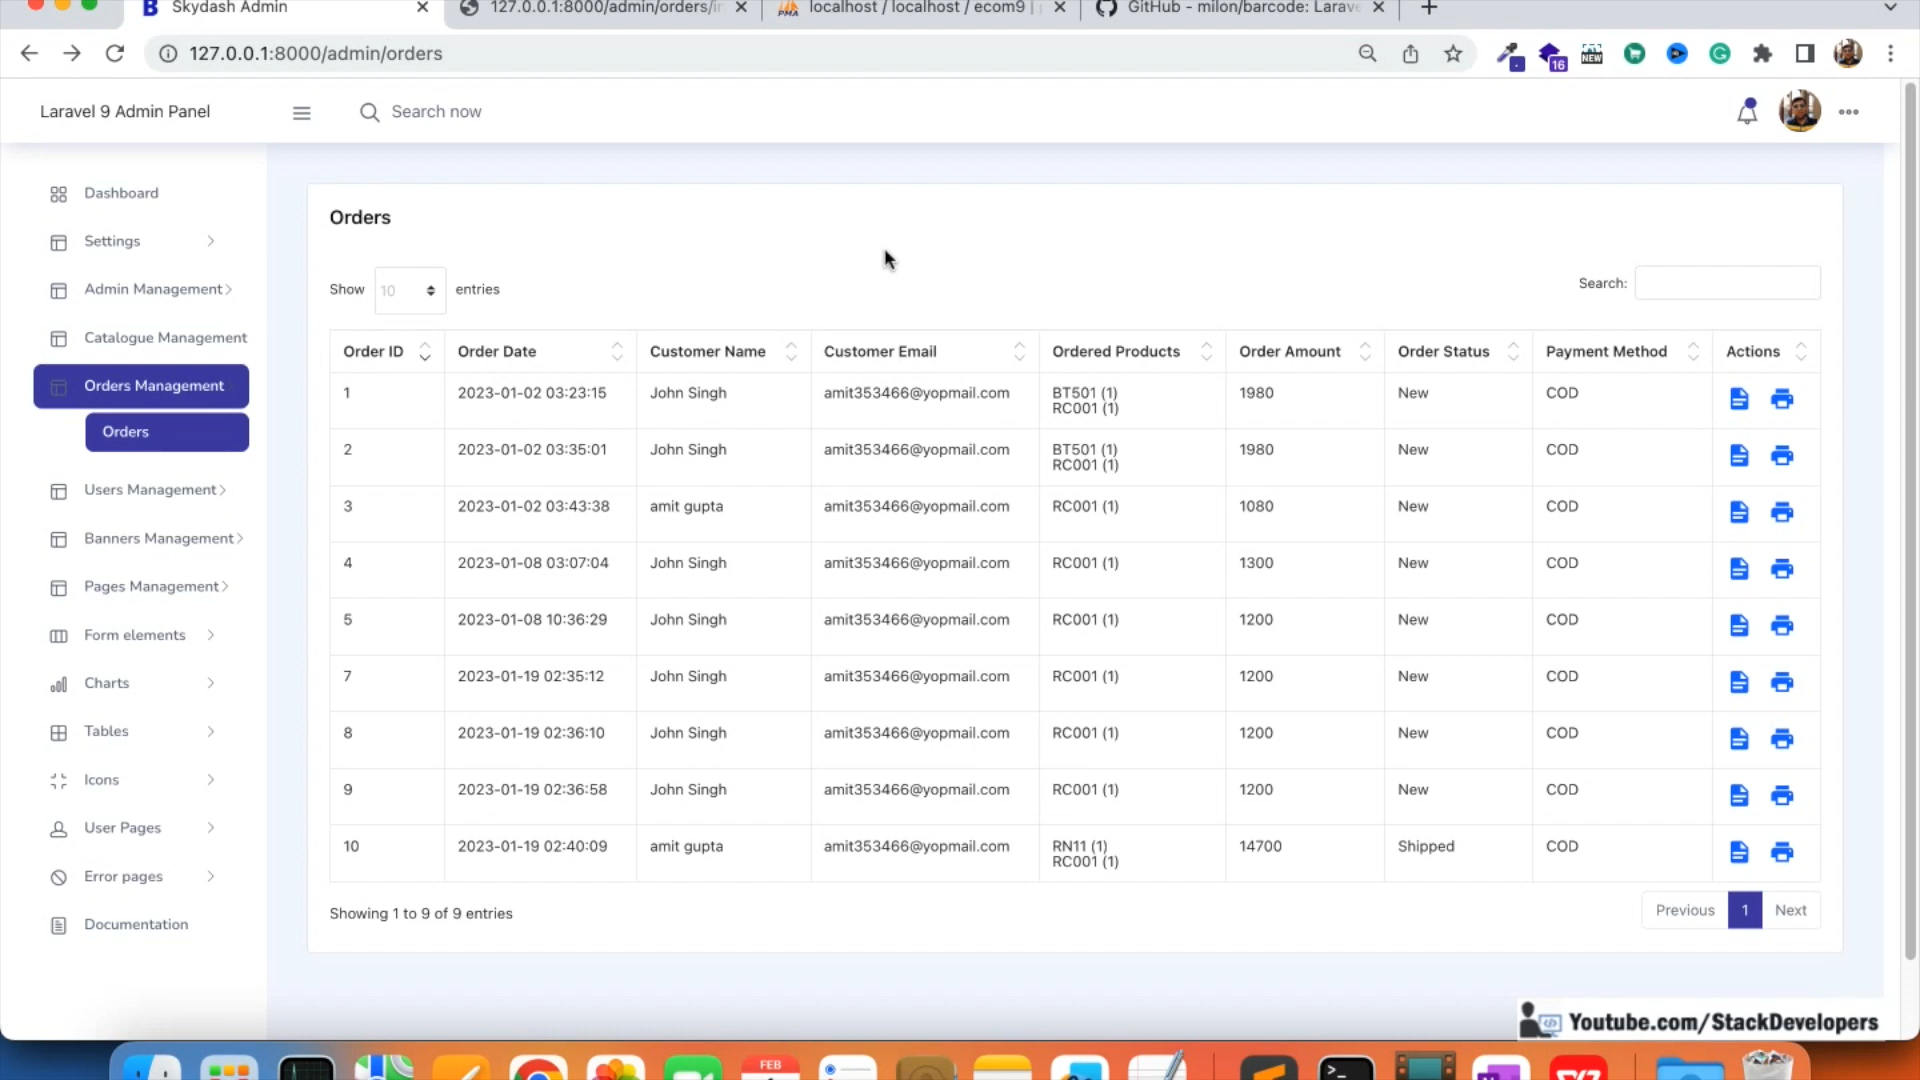 Skydash Admin
127.0.0.1:8000/admin/orders/in
localhost / localhost / ecom9 |
GitHub - milon/barcode: Larave
127.0.0.1:8000/admin/orders
16
NEW
Laravel 9 Admin Panel
Search now
Dashboard
Settings
Admin Management
Catalogue Management
Orders Management
Orders
Users Management
Banners Management
Pages Management
Form elements
Charts
Tables
Icons
User Pages
Error pages
Documentation
Orders
Show 10 entries
Search:
Order ID Order Date Customer Name Customer Email Ordered Products Order Amount Order Status Payment Method Actions
1 2023-01-02 03:23:15 John Singh amit353466@yopmail.com BT501 (1) 1980 New COD
RC001 (1)
2 2023-01-02 03:35:01 John Singh amit353466@yopmail.com BT501 (1) 1980 New COD
RC001 (1)
3 2023-01-02 03:43:38 amit gupta amit353466@yopmail.com RC001 (1) 1080 New COD
4 2023-01-08 03:07:04 John Singh amit353466@yopmail.com RC001 (1) 1300 New COD
5 2023-01-08 10:36:29 John Singh amit353466@yopmail.com RC001 (1) 1200 New COD
7 2023-01-19 02:35:12 John Singh amit353466@yopmail.com RC001 (1) 1200 New COD
8 2023-01-19 02:36:10 John Singh amit353466@yopmail.com RC001 (1) 1200 New COD
9 2023-01-19 02:36:58 John Singh amit353466@yopmail.com RC001 (1) 1200 New COD
10 2023-01-19 02:40:09 amit gupta amit353466@yopmail.com RN11 (1) 14700 Shipped COD
RC001 (1)
Showing 1 to 9 of 9 entries
Previous 1 Next
Youtube.com/StackDevelopers
FEB